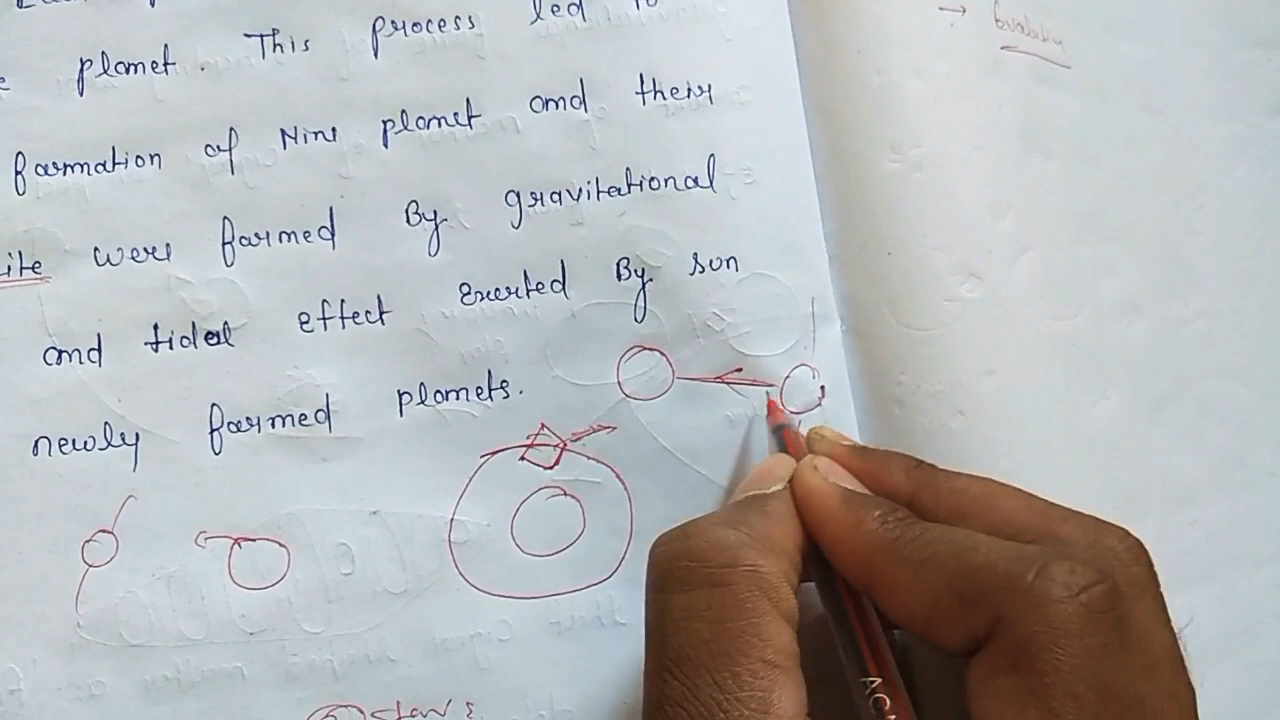 planet. This process led to
formation of Nine planet and their
ite were formed By gravitational
and tidal effect Exerted By sun
newly formed planets.
→